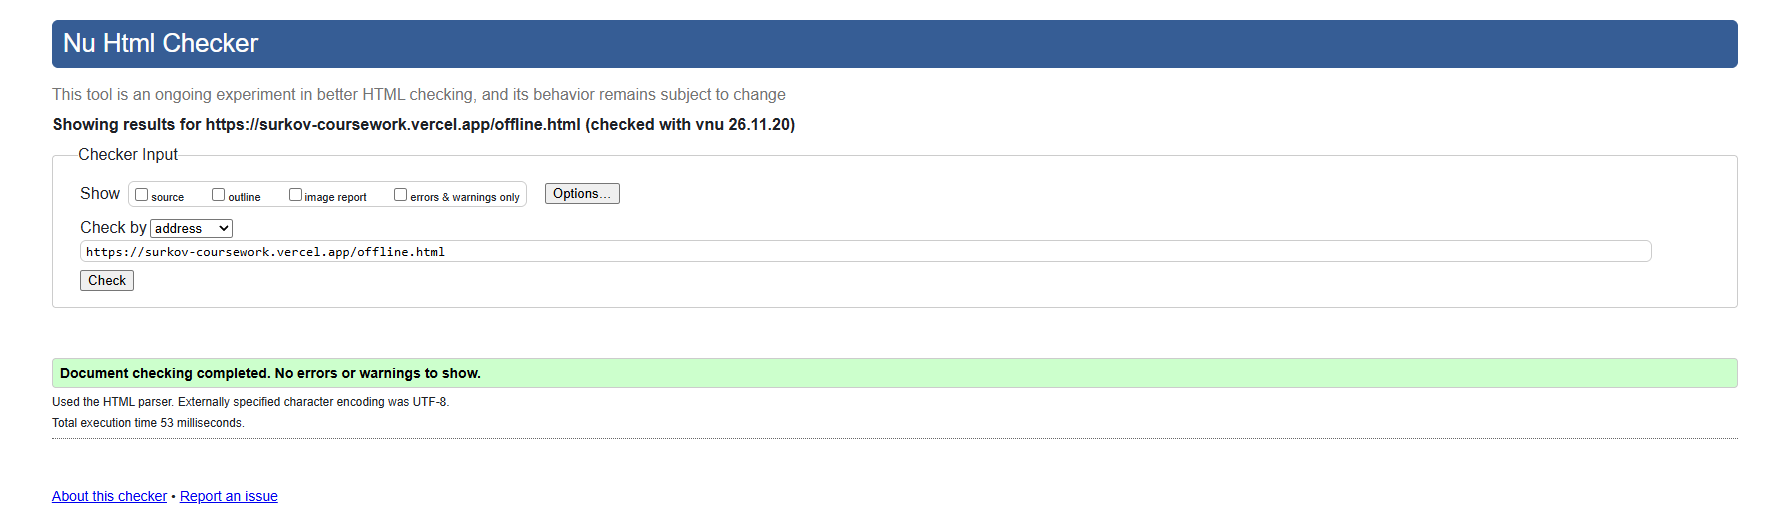 Nu Html Checker
This tool is an ongoing experiment in better HTML checking, and its behavior remains subject to change
Showing results for https://surkov-coursework.vercel.app/offline.html (checked with vnu 26.11.20)
Checker Input
Show source outline image report errors & warnings only Options...
Check by address
https://surkov-coursework.vercel.app/offline.html
Check
Document checking completed. No errors or warnings to show.
Used the HTML parser. Externally specified character encoding was UTF-8.
Total execution time 53 milliseconds.
About this checker • Report an issue